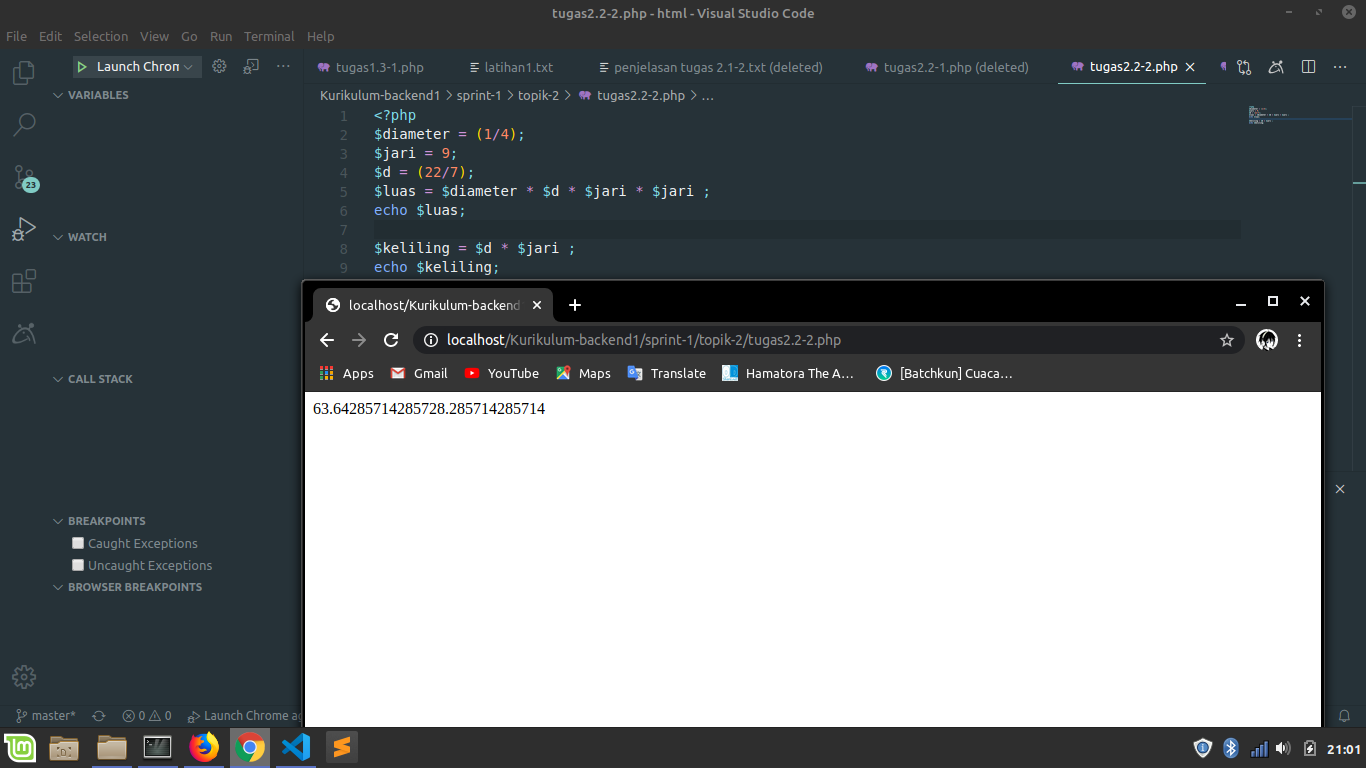 tugas2.2-2.php - html - Visual Studio Code
File Edit Selection View Go Run Terminal Help
Launch Chrom
tugas1.3-1.php latihan1.txt penjelasan tugas 2.1-2.txt (deleted) tugas2.2-1.php (deleted) tugas2.2-2.php
VARIABLES
Kurikulum-backend1 > sprint-1 > topik-2 > tugas2.2-2.php > ...
1 <?php
2 $diameter = (1/4);
3 $jari = 9;
4 $d = (22/7);
5 $luas = $diameter * $d * $jari * $jari ;
6 echo $luas;
7
8 $keliling = $d * $jari ;
9 echo $keliling;
23
WATCH
CALL STACK
BREAKPOINTS
Caught Exceptions
Uncaught Exceptions
BROWSER BREAKPOINTS
localhost/Kurikulum-backend
localhost/Kurikulum-backend1/sprint-1/topik-2/tugas2.2-2.php
Apps Gmail YouTube Maps Translate Hamatora The A... [Batchkun] Cuaca...
63.64285714285728.285714285714
master* 0 0 Launch Chrome ag
21:01